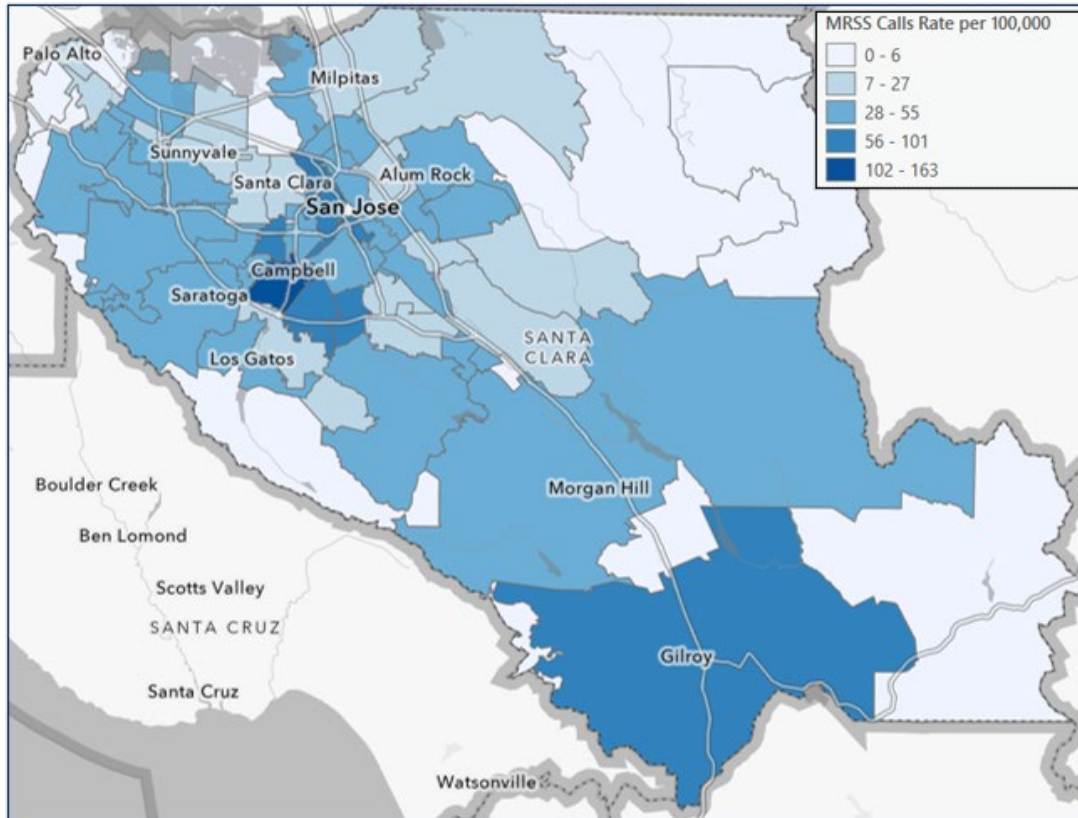 MRSS Calls Rate per 100,000
0 - 6
7 - 27
28 - 55
56 - 101
102 - 163
Palo Alto
Milpitas
Sunnyvale
Santa Clara
Alum Rock
San Jose
Campbell
Saratoga
SANTA
CLARA
Los Gatos
Morgan Hill
Boulder Creek
Ben Lomond
Scotts Valley
SANTA CRUZ
Gilroy
Santa Cruz
Watsonville